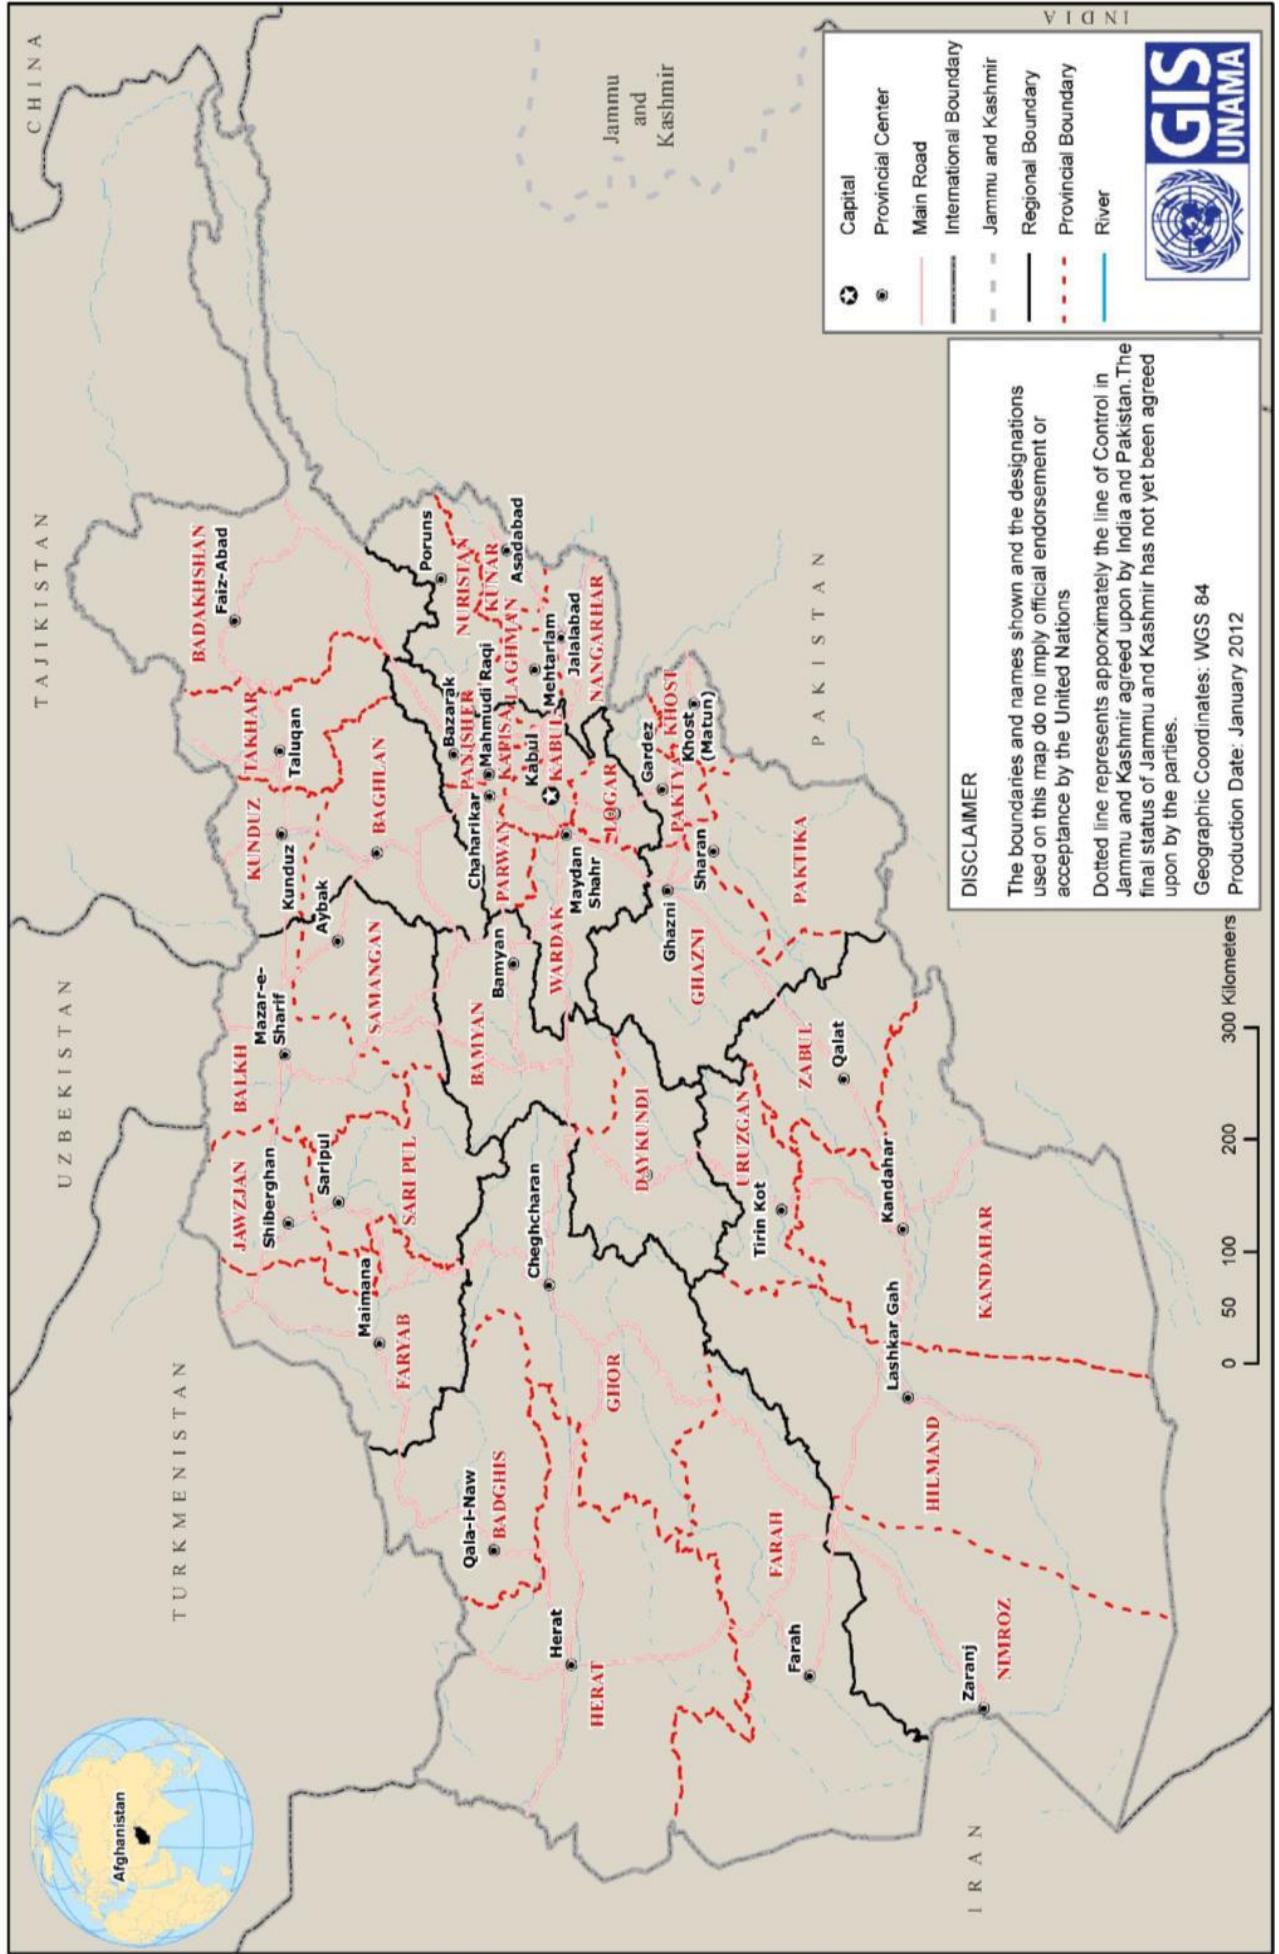 CHINA
TAJIKISTAN
UZBEKISTAN
TURKMENISTAN
IRAN
PAKISTAN
INDIA
Jammu
and
Kashmir
Afghanistan
BADAKHSHAN
Faiz-Abad
TAKHAR
Taluqan
KUNDUZ
Kunduz
BAGHLAN
Aybak
SAMANGAN
Mazar-e-
Sharif
BALKH
JAWZJAN
Shiberghan
Saripul
SARI PUL
Maimana
FARYAB
Qala-i-Naw
BADGHIS
Herat
HERAT
Cheghcharan
GHOR
BAMYAN
Bamyan
DAYKUNDI
WARDAK
Maydan
Shahr
PARWAN
Chaharikar
PANJSHER
Bazarak
KAPISA
Mahmudi Raqi
Kabul
KABUL
LOGAR
NURISTAN
Poruns
KUNAR
Asadabad
LAGHMAN
Mehtarlam
Jalalabad
NANGARHAR
Gardez
PAKTYA
KHOST
Khost
(Matun)
Sharan
PAKTIKA
Ghazni
GHAZNI
ZABUL
Qalat
URUZGAN
Tirin Kot
Kandahar
KANDAHAR
Lashkar Gah
HILMAND
FARAH
Farah
Zaranj
NIMROZ
0 50 100 200 300 Kilometers
DISCLAIMER
The boundaries and names shown and the designations
used on this map do no imply official endorsement or
acceptance by the United Nations
Dotted line represents apporximately the line of Control in
Jammu and Kashmir agreed upon by India and Pakistan.The
final status of Jammu and Kashmir has not yet been agreed
upon by the parties.
Geographic Coordinates: WGS 84
Production Date: January 2012
Capital
Provincial Center
Main Road
International Boundary
Jammu and Kashmir
Regional Boundary
Provincial Boundary
River
GIS
UNAMA